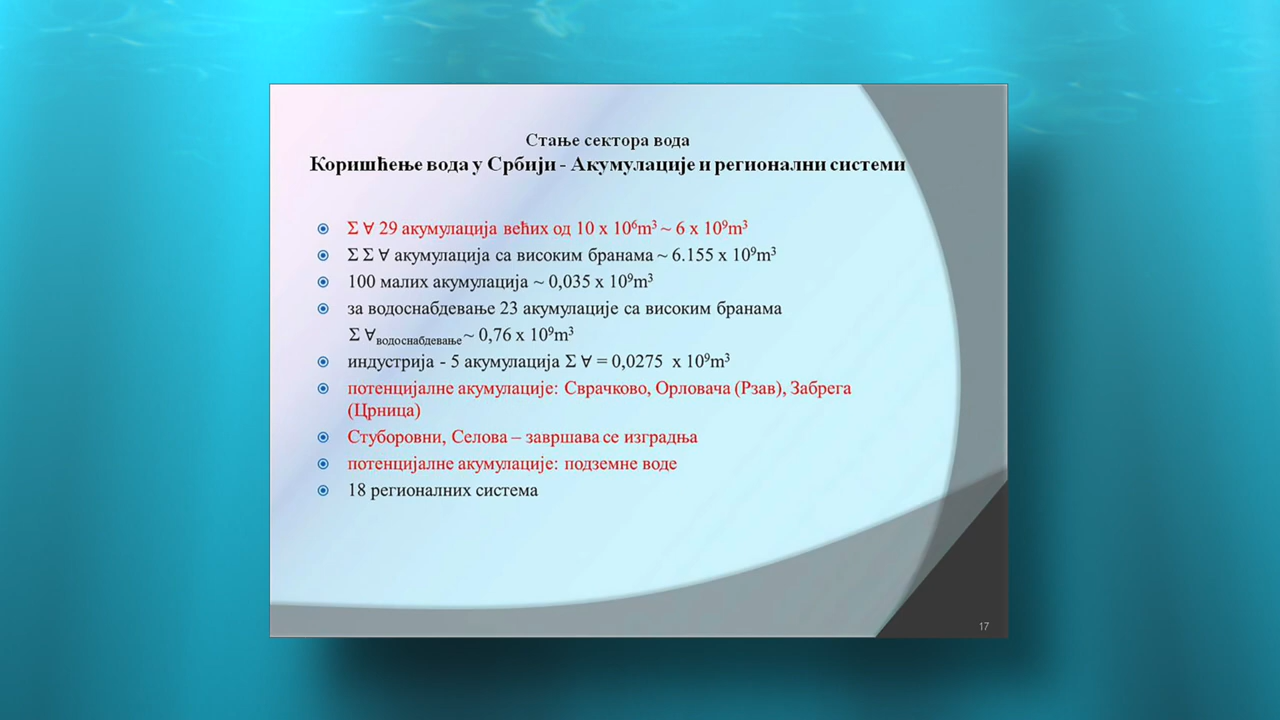 Стање сектора вода
Коришћење вода у Србији - Акумулације и регионални системи
Σ ∀ 29 акумулација већих од 10 x 10⁶m³ ~ 6 x 10⁹m³
Σ Σ ∀ акумулација са високим бранама ~ 6.155 x 10⁹m³
100 малих акумулација ~ 0,035 x 10⁹m³
за водоснабдевање 23 акумулације са високим бранама
Σ ∀водоснабдевање ~ 0,76 x 10⁹m³
индустрија - 5 акумулација Σ ∀ = 0,0275 x 10⁹m³
потенцијалне акумулације: Сврачково, Орловача (Рзав), Забрега
(Црница)
Стуборовни, Селова – завршава се изградња
потенцијалне акумулације: подземне воде
18 регионалних система
17